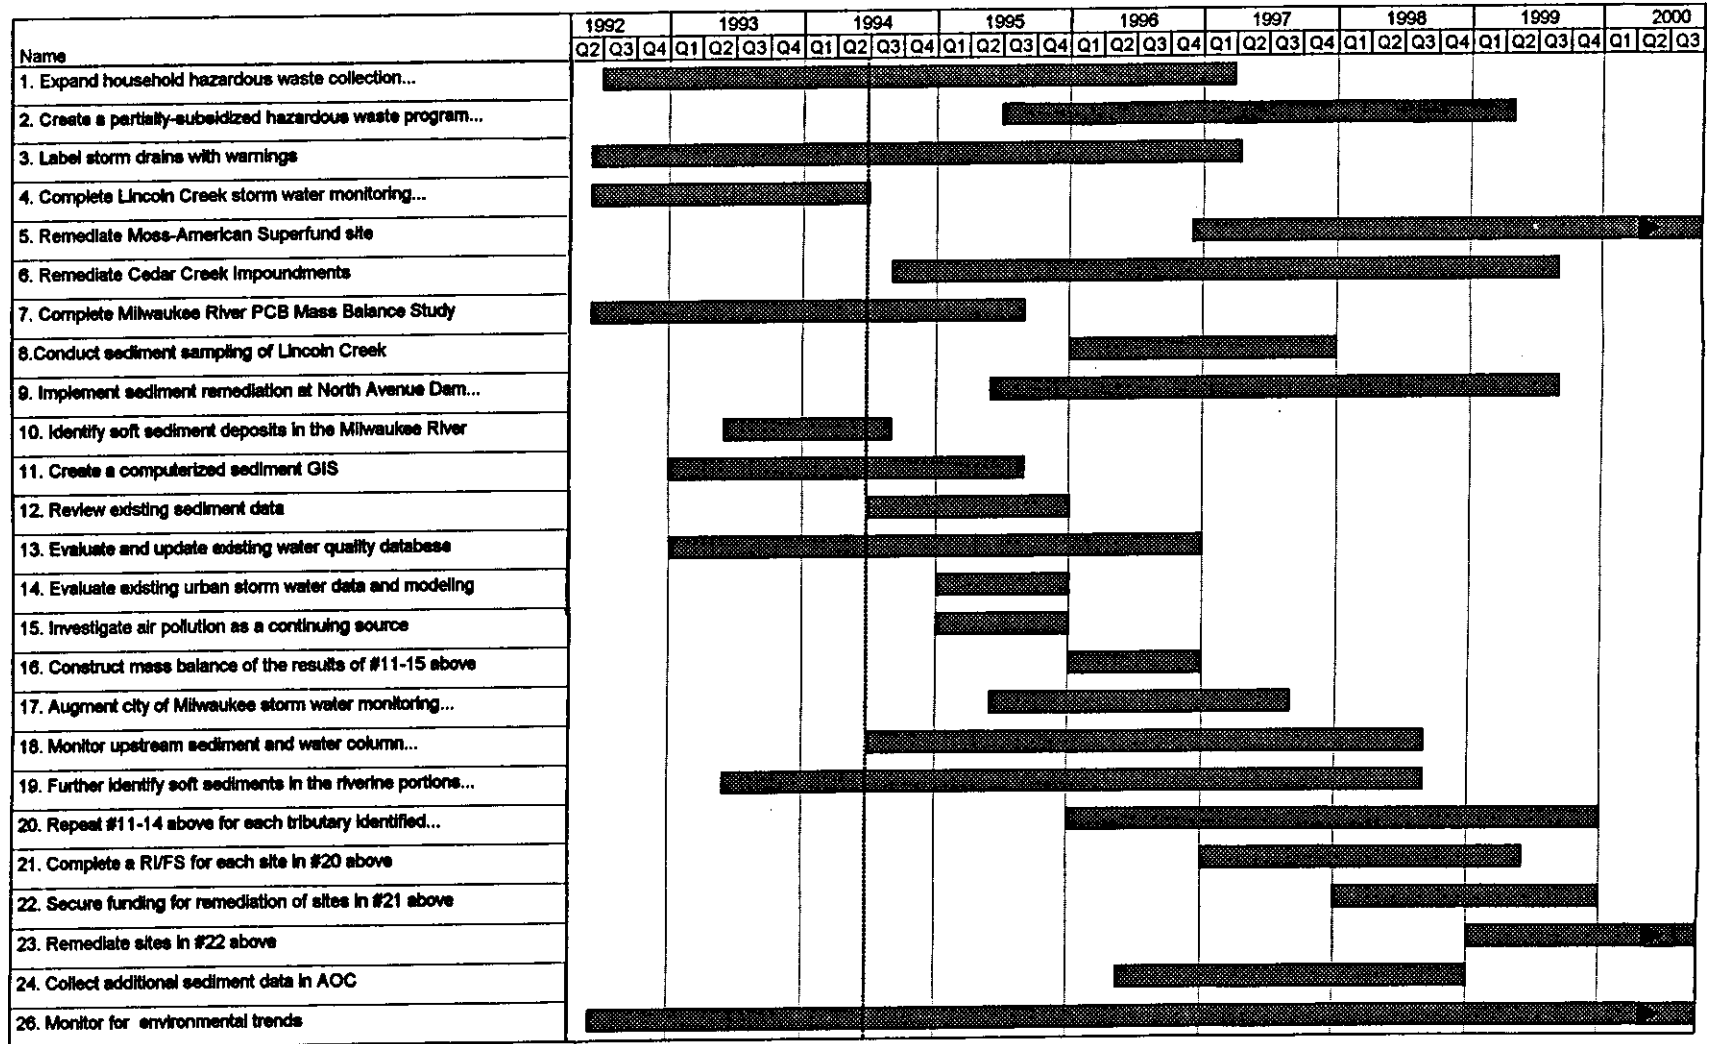 1992 1993 1994 1995 1996 1997 1998 1999 2000
Name Q2 Q3 Q4 Q1 Q2 Q3 Q4 Q1 Q2 Q3 Q4 Q1 Q2 Q3 Q4 Q1 Q2 Q3 Q4 Q1 Q2 Q3 Q4 Q1 Q2 Q3 Q4 Q1 Q2 Q3 Q4 Q1 Q2 Q3
1. Expand household hazardous waste collection...
2. Create a partially-subsidized hazardous waste program...
3. Label storm drains with warnings
4. Complete Lincoln Creek storm water monitoring...
5. Remediate Moss-American Superfund site
6. Remediate Cedar Creek Impoundments
7. Complete Milwaukee River PCB Mass Balance Study
8.Conduct sediment sampling of Lincoln Creek
9. Implement sediment remediation at North Avenue Dam...
10. Identify soft sediment deposits in the Milwaukee River
11. Create a computerized sediment GIS
12. Review existing sediment data
13. Evaluate and update existing water quality database
14. Evaluate existing urban storm water data and modeling
15. Investigate air pollution as a continuing source
16. Construct mass balance of the results of #11-15 above
17. Augment city of Milwaukee storm water monitoring...
18. Monitor upstream sediment and water column...
19. Further identify soft sediments in the riverine portions...
20. Repeat #11-14 above for each tributary identified...
21. Complete a RI/FS for each site in #20 above
22. Secure funding for remediation of sites in #21 above
23. Remediate sites in #22 above
24. Collect additional sediment data in AOC
26. Monitor for environmental trends